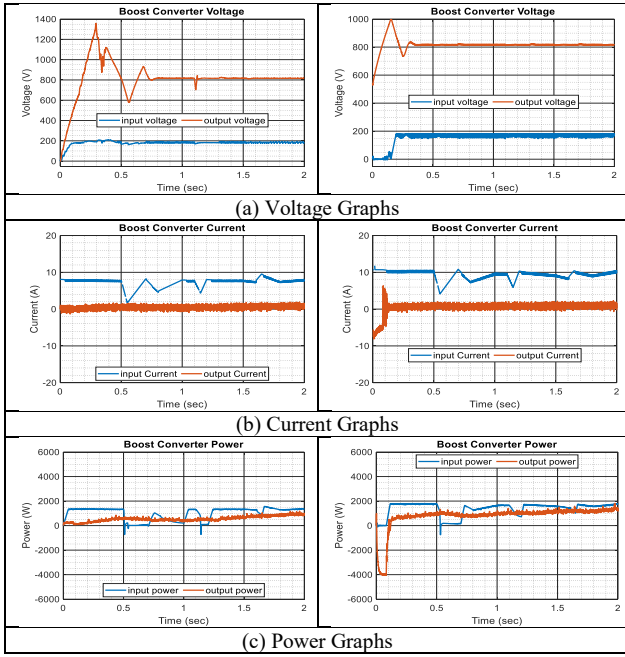 Boost Converter Voltage
1400
1200
1000
800
600
400
200
0
Voltage (V)
input voltage output voltage
0 0.5 1 1.5 2
Time (sec)
Boost Converter Voltage
1000
800
600
400
200
0
Voltage (V)
input voltage output voltage
0 0.5 1 1.5 2
Time (sec)
(a) Voltage Graphs
Boost Converter Current
20
10
0
-10
-20
Current (A)
input Current output Current
0 0.5 1 1.5 2
Time (sec)
Boost Converter Current
20
10
0
-10
-20
Current (A)
input Current output Current
0 0.5 1 1.5 2
Time (sec)
(b) Current Graphs
Boost Converter Power
6000
4000
2000
0
-2000
-4000
-6000
Power (W)
input power output power
0 0.5 1 1.5 2
Time (sec)
Boost Converter Power
6000
4000
2000
0
-2000
-4000
-6000
Power (W)
input power output power
0 0.5 1 1.5 2
Time (sec)
(c) Power Graphs